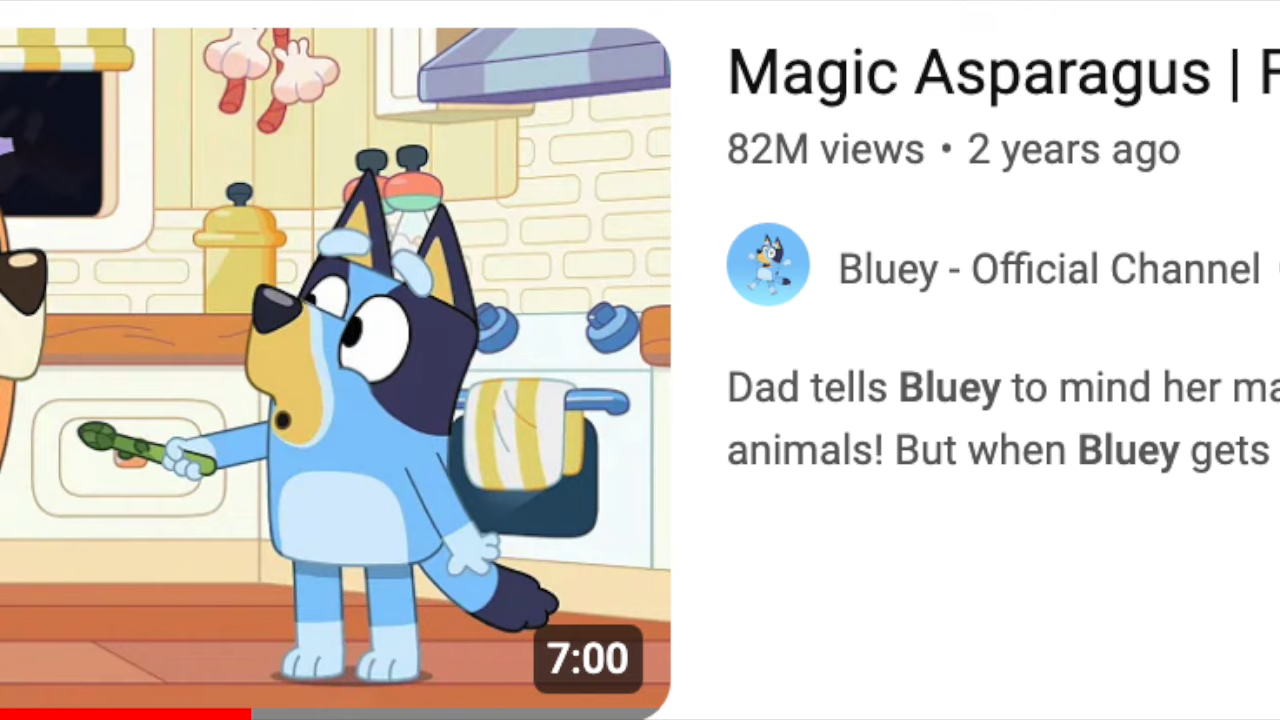 Magic Asparagus | F
82M views • 2 years ago
Bluey - Official Channel
Dad tells Bluey to mind her ma
animals! But when Bluey gets
7:00